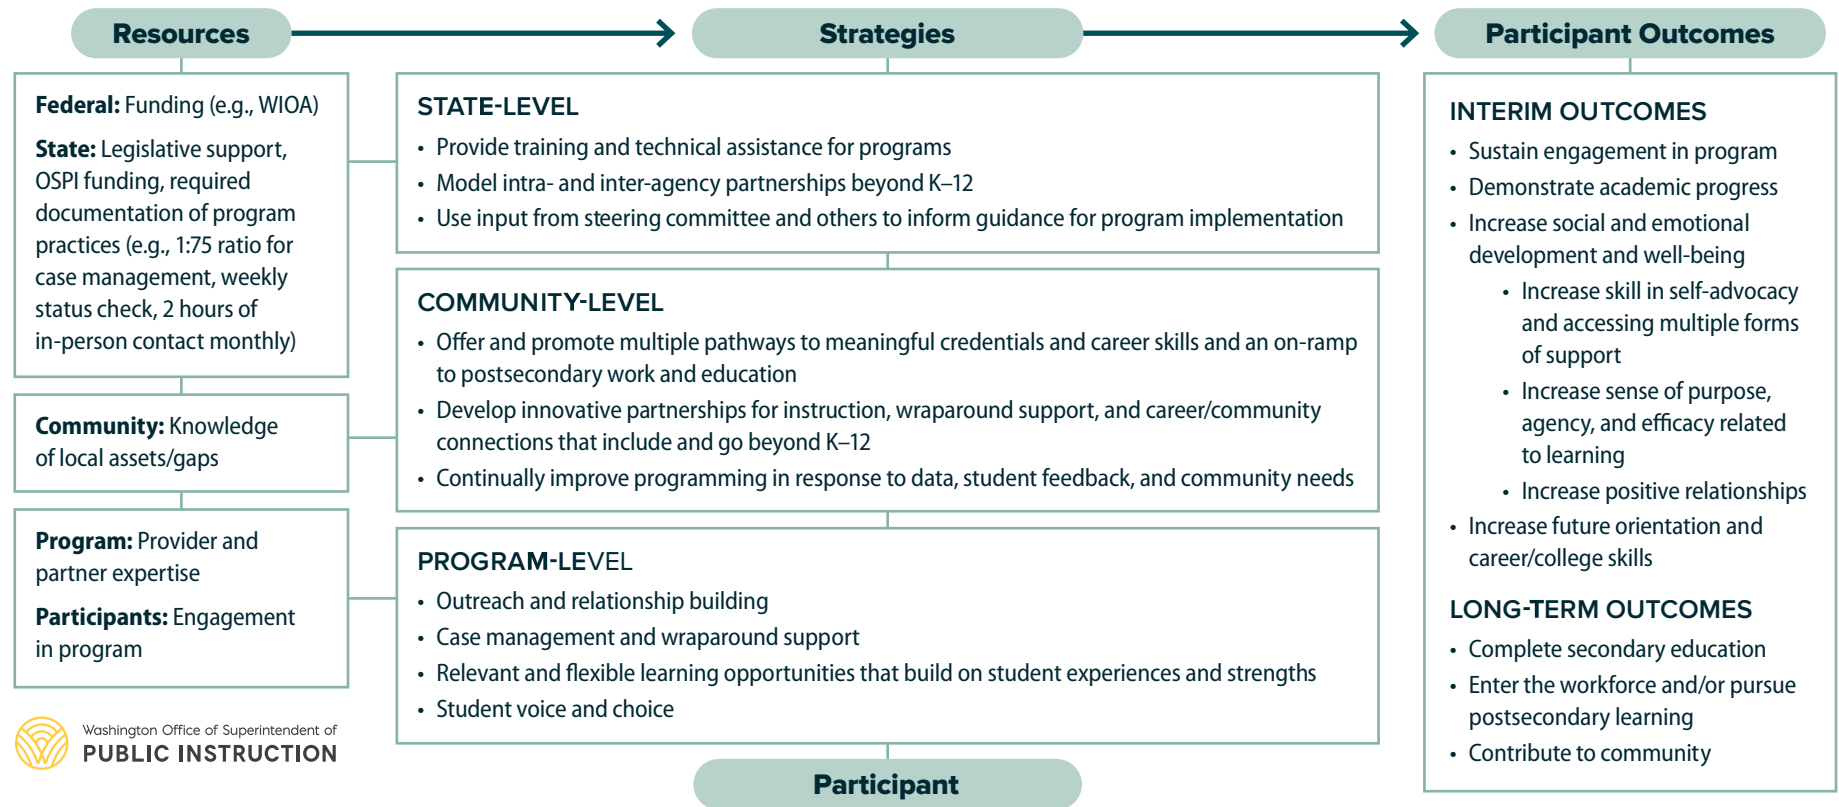 Resources
Strategies
Participant Outcomes
Federal: Funding (e.g., WIOA)
State: Legislative support,
OSPI funding, required
documentation of program
practices (e.g., 1:75 ratio for
case management, weekly
status check, 2 hours of
in-person contact monthly)
Community: Knowledge
of local assets/gaps
Program: Provider and
partner expertise
Participants: Engagement
in program
Washington Office of Superintendent of
PUBLIC INSTRUCTION
STATE-LEVEL
• Provide training and technical assistance for programs
• Model intra- and inter-agency partnerships beyond K–12
• Use input from steering committee and others to inform guidance for program implementation
COMMUNITY-LEVEL
• Offer and promote multiple pathways to meaningful credentials and career skills and an on-ramp
to postsecondary work and education
• Develop innovative partnerships for instruction, wraparound support, and career/community
connections that include and go beyond K–12
• Continually improve programming in response to data, student feedback, and community needs
PROGRAM-LEVEL
• Outreach and relationship building
• Case management and wraparound support
• Relevant and flexible learning opportunities that build on student experiences and strengths
• Student voice and choice
Participant
INTERIM OUTCOMES
• Sustain engagement in program
• Demonstrate academic progress
• Increase social and emotional
development and well-being
• Increase skill in self-advocacy
and accessing multiple forms
of support
• Increase sense of purpose,
agency, and efficacy related
to learning
• Increase positive relationships
• Increase future orientation and
career/college skills
LONG-TERM OUTCOMES
• Complete secondary education
• Enter the workforce and/or pursue
postsecondary learning
• Contribute to community